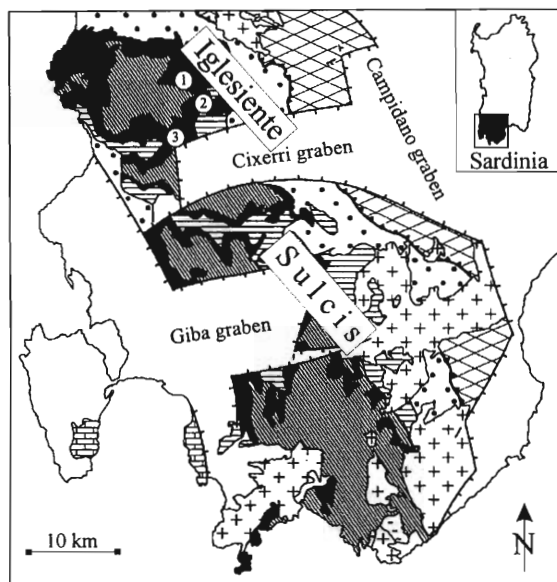 Iglesiente
1
2
3
Cixerri graben
Campidano graben
Sardinia
Sulcis
Giba graben
10 km
N